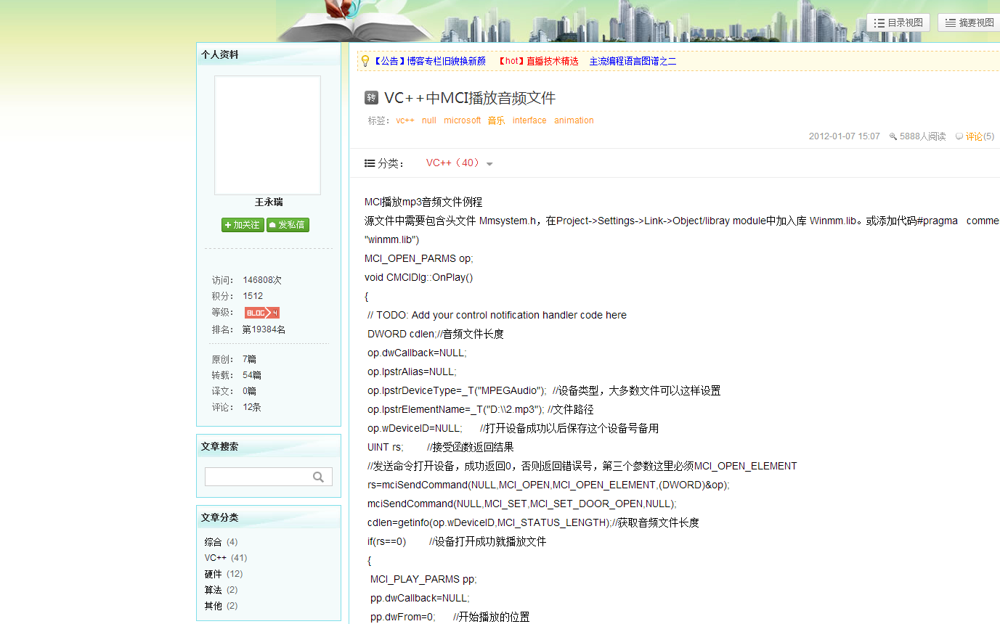 目录视图
摘要视图
个人资料
王永瑞
加关注
发私信
访问： 146808次
积分： 1512
等级： BLOG 4
排名： 第19384名
原创： 7篇
转载： 54篇
译文： 0篇
评论： 12条
文章搜索
文章分类
综合 (4)
VC++ (41)
硬件 (12)
算法 (2)
其他 (2)
【公告】博客专栏旧貌换新颜 【hot】直播技术精选 主流编程语言图谱之二
转 VC++中MCI播放音频文件
标签： vc++ null microsoft 音乐 interface animation
2012-01-07 15:07 5888人阅读 评论(5)
分类： VC++（40）
MCI播放mp3音频文件例程
源文件中需要包含头文件 Mmsystem.h，在Project->Settings->Link->Object/libray module中加入库 Winmm.lib。或添加代码#pragma comme
"winmm.lib")
MCI_OPEN_PARMS op;
void CMCIDlg::OnPlay()
{
// TODO: Add your control notification handler code here
DWORD cdlen;//音频文件长度
op.dwCallback=NULL;
op.lpstrAlias=NULL;
op.lpstrDeviceType=_T("MPEGAudio"); //设备类型，大多数文件可以这样设置
op.lpstrElementName=_T("D:\\2.mp3"); //文件路径
op.wDeviceID=NULL; //打开设备成功以后保存这个设备号备用
UINT rs; //接受函数返回结果
//发送命令打开设备，成功返回0，否则返回错误号，第三个参数这里必须MCI_OPEN_ELEMENT
rs=mciSendCommand(NULL,MCI_OPEN,MCI_OPEN_ELEMENT,(DWORD)&op);
mciSendCommand(NULL,MCI_SET,MCI_SET_DOOR_OPEN,NULL);
cdlen=getinfo(op.wDeviceID,MCI_STATUS_LENGTH);//获取音频文件长度
if(rs==0) //设备打开成功就播放文件
{
MCI_PLAY_PARMS pp;
pp.dwCallback=NULL;
pp.dwFrom=0; //开始播放的位置